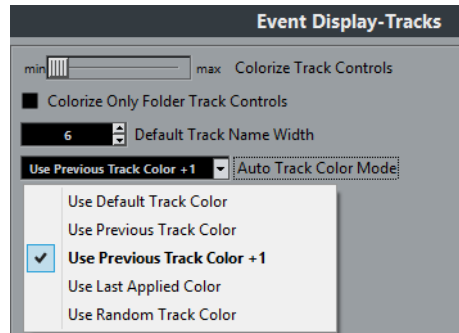 Event Display-Tracks
min max Colorize Track Controls
Colorize Only Folder Track Controls
6 Default Track Name Width
Use Previous Track Color +1 Auto Track Color Mode
Use Default Track Color
Use Previous Track Color
Use Previous Track Color +1
Use Last Applied Color
Use Random Track Color